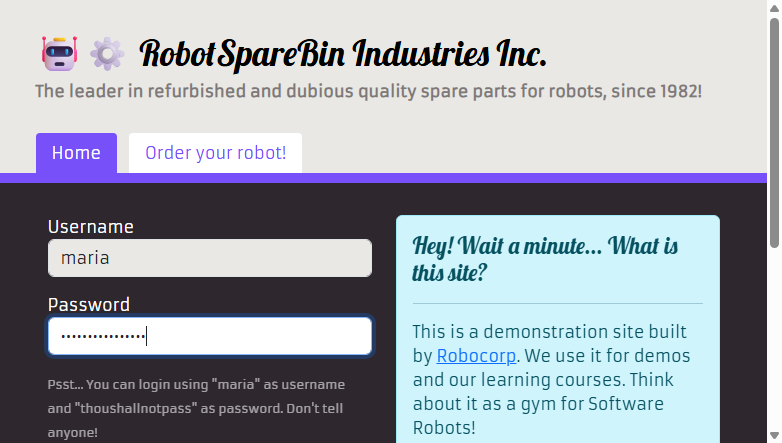 RobotSpareBin Industries Inc.
The leader in refurbished and dubious quality spare parts for robots, since 1982!
Home
Order your robot!
Username
maria
Password
••••••••••••••••
Psst... You can login using "maria" as username
and "thoushallnotpass" as password. Don't tell
anyone!
Hey! Wait a minute... What is
this site?
This is a demonstration site built
by Robocorp. We use it for demos
and our learning courses. Think
about it as a gym for Software
Robots!